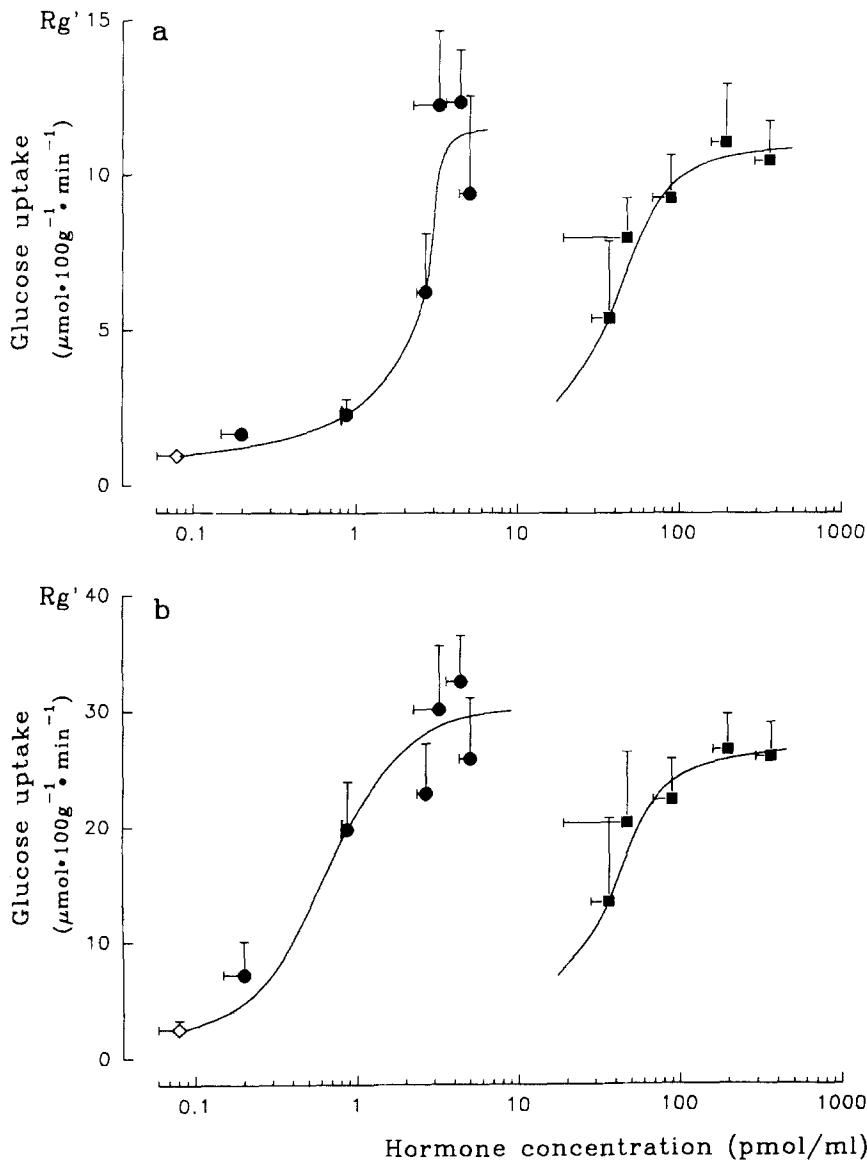 Rg'
15
a
10
5
0
Glucose uptake
(μmol•100g⁻¹•min⁻¹)
0.1 1 10 100 1000
Rg'
40
b
30
20
10
0
Glucose uptake
(μmol•100g⁻¹•min⁻¹)
0.1 1 10 100 1000
Hormone concentration (pmol/ml)